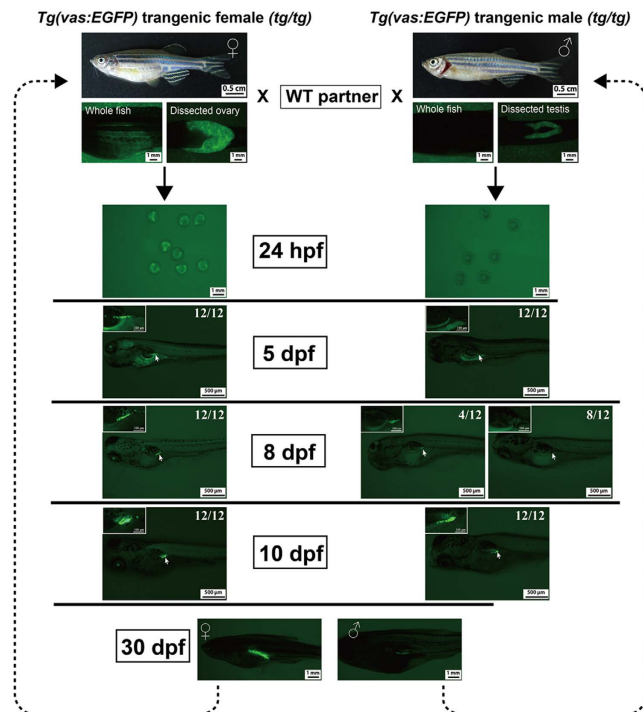 Tg(vas:EGFP) trangenic female (tg/tg)
Tg(vas:EGFP) trangenic male (tg/tg)
♀
♂
0.5 cm
0.5 cm
X WT partner X
Whole fish
Dissected ovary
Whole fish
Dissected testis
1 mm
1 mm
1 mm
1 mm
24 hpf
1 mm
1 mm
12/12
12/12
5 dpf
500 µm
500 µm
12/12
4/12
8/12
8 dpf
500 µm
500 µm
500 µm
12/12
12/12
10 dpf
500 µm
500 µm
30 dpf
♀
♂
1 mm
1 mm